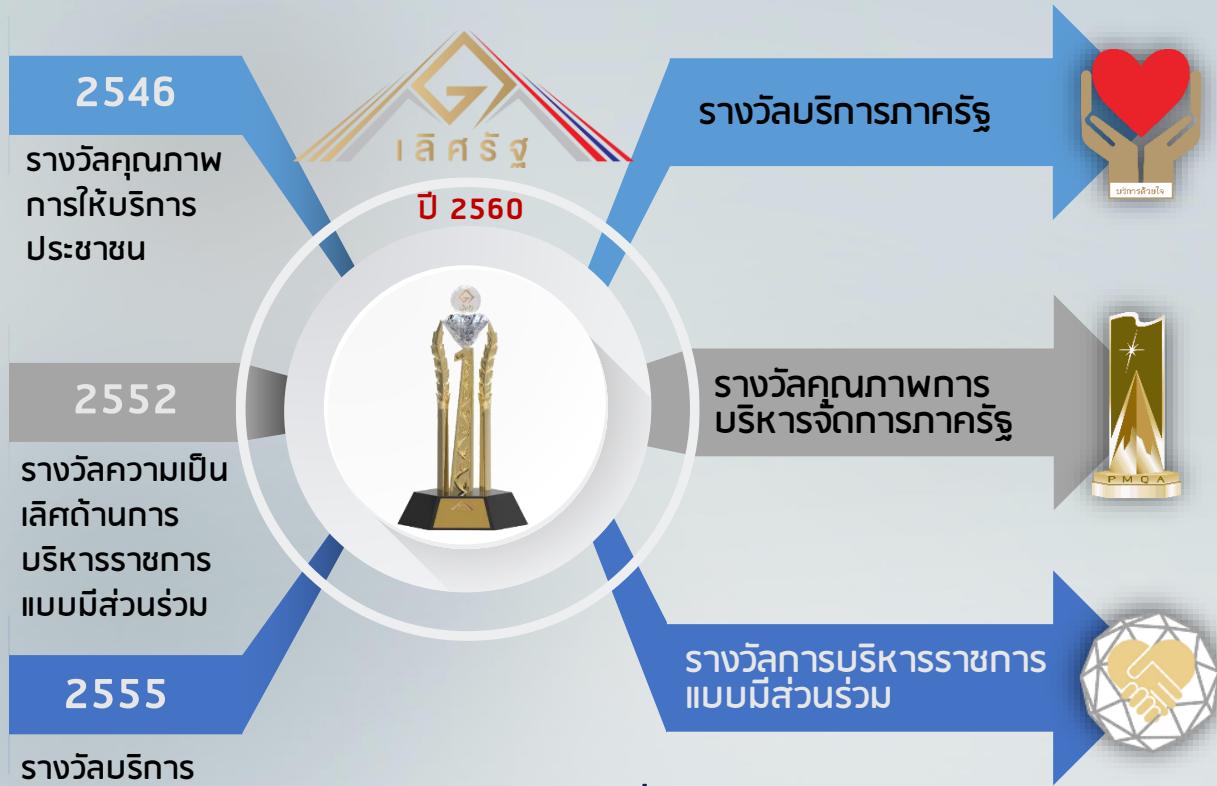 2546
รางวัลคุณภาพ
การให้บริการ
ประชาชน
2552
รางวัลความเป็น
เลิศด้านการ
บริหารราชการ
แบบมีส่วนร่วม
2555
รางวัลบริการ
เลิศรัฐ
ปี 2560
รางวัลบริการภาครัฐ
บริการด้วยใจ
รางวัลคุณภาพการ
บริหารจัดการภาครัฐ
PMQA
รางวัลการบริหารราชการ
แบบมีส่วนร่วม